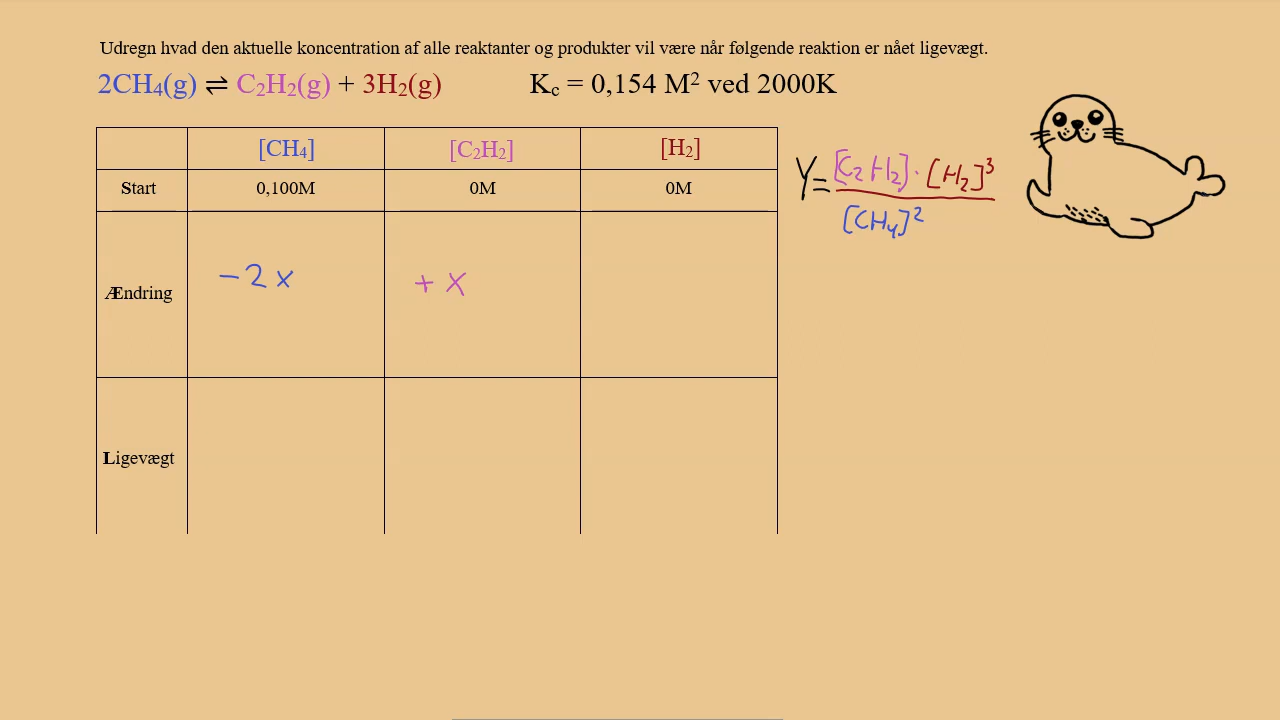 Udregn hvad den aktuelle koncentration af alle reaktanter og produkter vil være når følgende reaktion er nået ligevægt.
2CH₄(g) ⇌ C₂H₂(g) + 3H₂(g) K_c = 0,154 M² ved 2000K
[CH₄] [C₂H₂] [H₂]
Start 0,100M 0M 0M
Ændring -2x +x
Ligevægt
Y = [C₂H₂]·[H₂]³
[CH₄]²